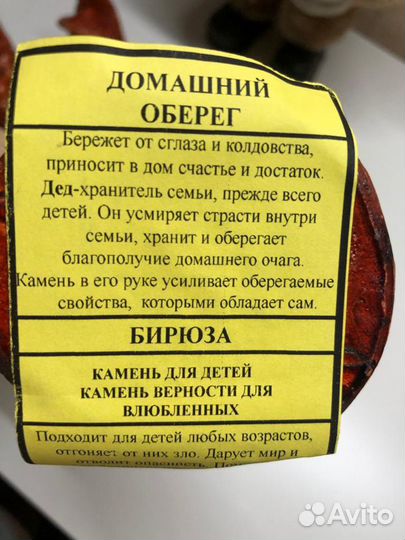 ДОМАШНИЙ
ОБЕРЕГ
Бережет от сглаза и колдовства,
приносит в дом счастье и достаток.
Дед-хранитель семьи, прежде всего
детей. Он усмиряет страсти внутри
семьи, хранит и оберегает
благополучие домашнего очага.
Камень в его руке усиливает оберегаемые
свойства, которыми обладает сам.
БИРЮЗА
КАМЕНЬ ДЛЯ ДЕТЕЙ
КАМЕНЬ ВЕРНОСТИ ДЛЯ
ВЛЮБЛЕННЫХ
Подходит для детей любых возрастов,
отгоняет от них зло. Дарует мир и
отводит опасность.
Avito